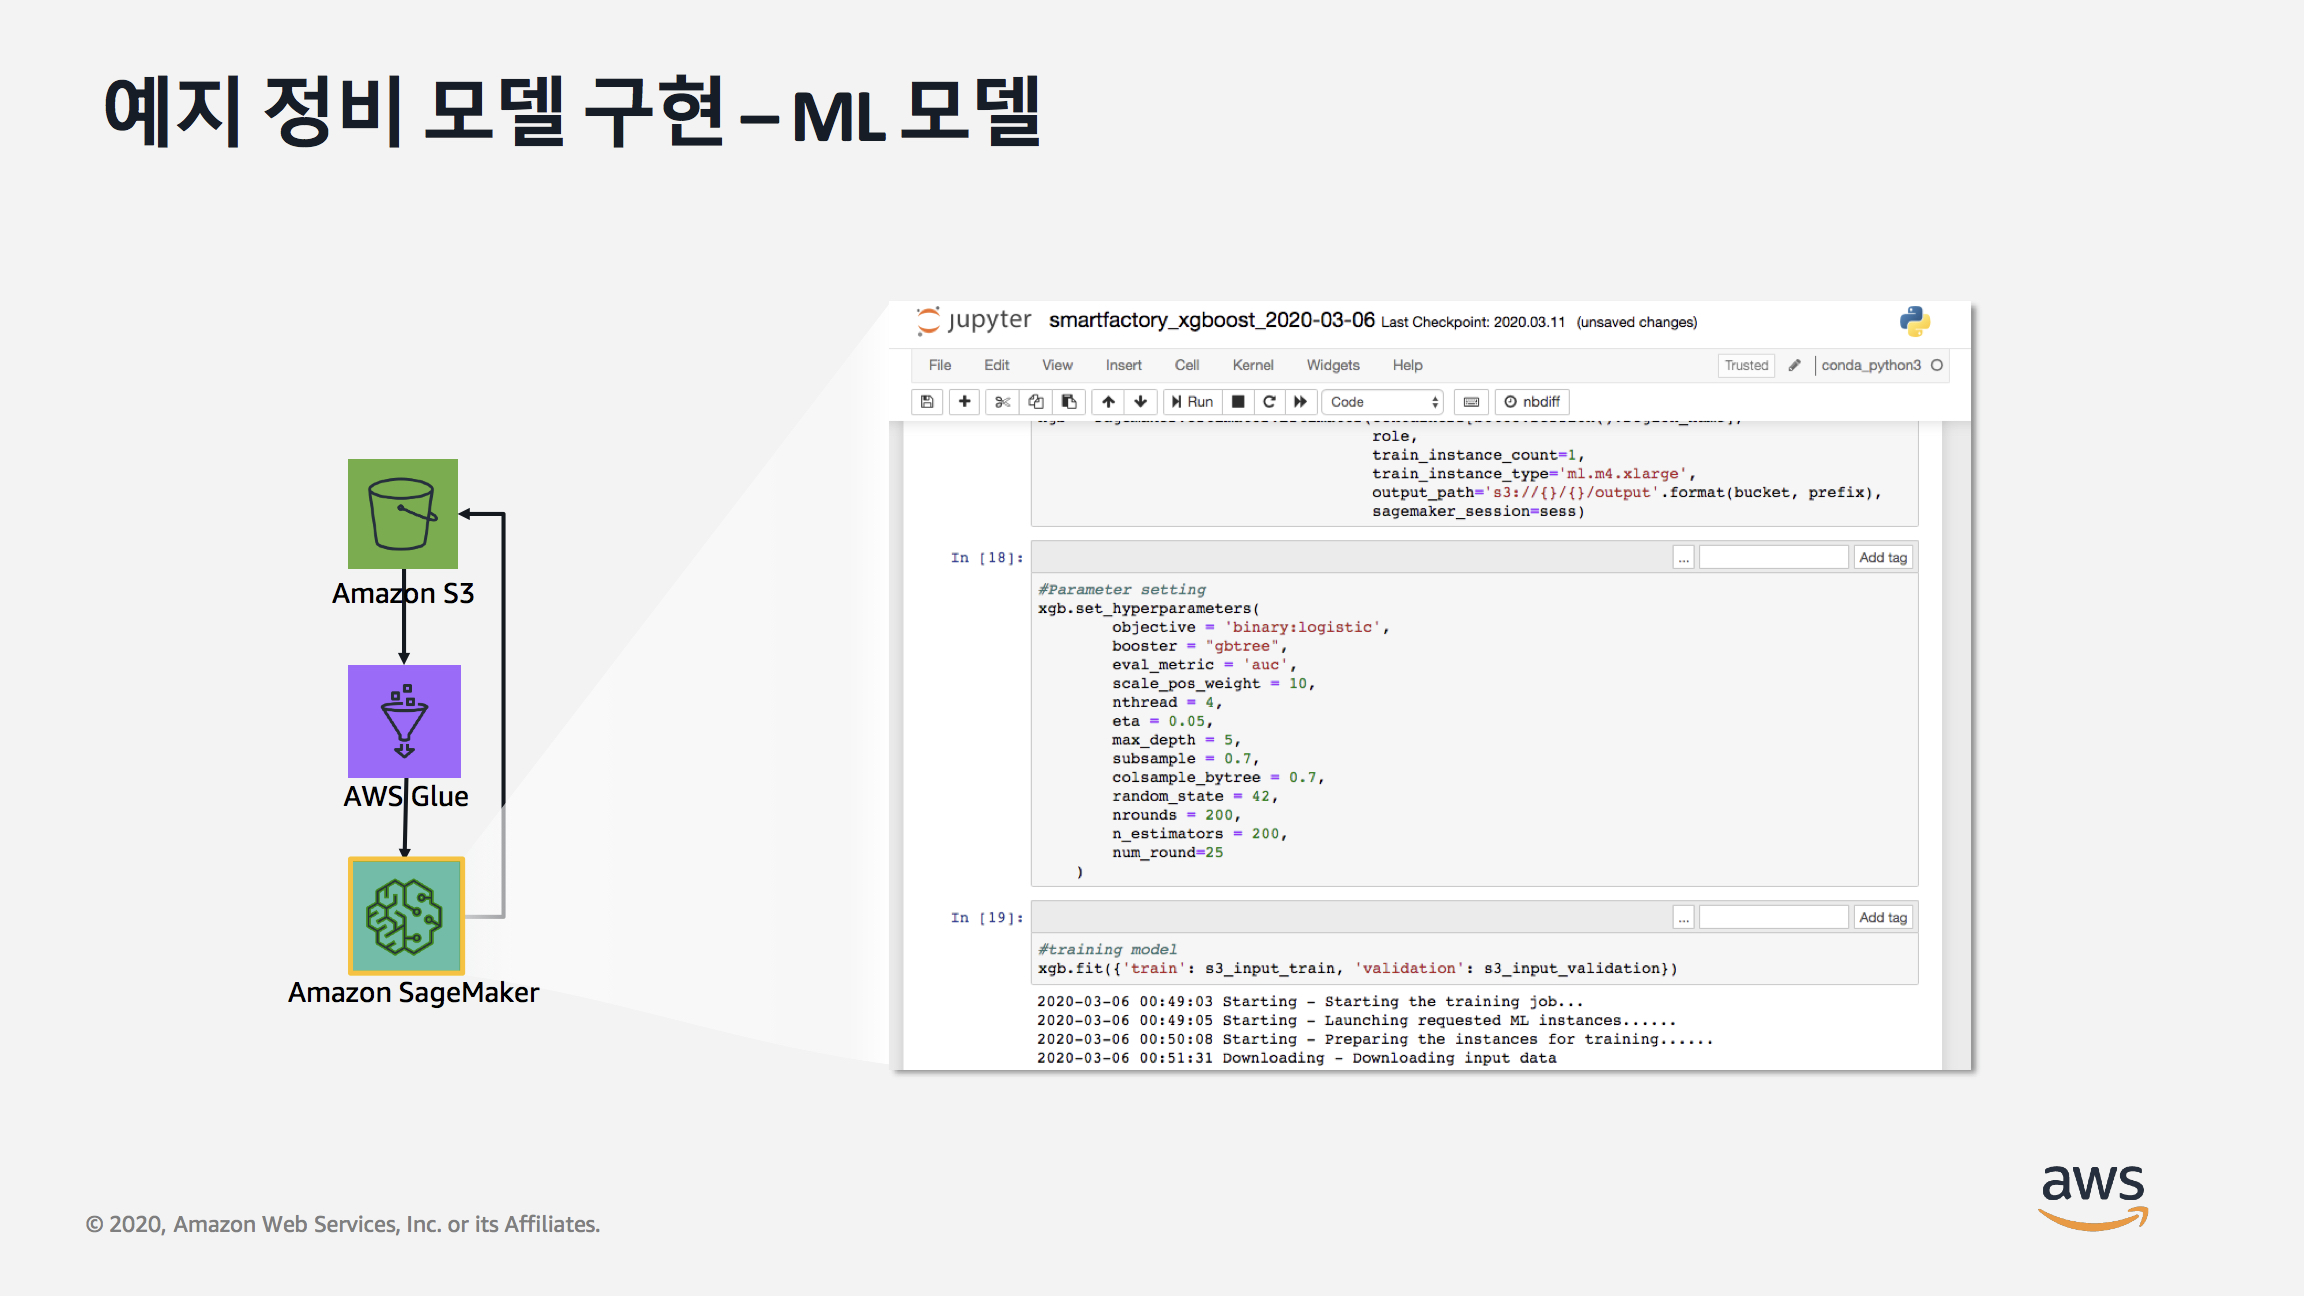 예지 정비 모델 구현 – ML 모델
Amazon S3
AWS Glue
Amazon SageMaker
jupyter smartfactory_xgboost_2020-03-06 Last Checkpoint: 2020.03.11 (unsaved changes)
File Edit View Insert Cell Kernel Widgets Help Trusted conda_python3
Run Code nbdiff
role,
train_instance_count=1,
train_instance_type='ml.m4.xlarge',
output_path='s3://{}/{}/output'.format(bucket, prefix),
sagemaker_session=sess)
In [18]: ... Add tag
#Parameter setting
xgb.set_hyperparameters(
objective = 'binary:logistic',
booster = "gbtree",
eval_metric = 'auc',
scale_pos_weight = 10,
nthread = 4,
eta = 0.05,
max_depth = 5,
subsample = 0.7,
colsample_bytree = 0.7,
random_state = 42,
nrounds = 200,
n_estimators = 200,
num_round=25
)
In [19]: ... Add tag
#training model
xgb.fit({'train': s3_input_train, 'validation': s3_input_validation})
2020-03-06 00:49:03 Starting - Starting the training job...
2020-03-06 00:49:05 Starting - Launching requested ML instances......
2020-03-06 00:50:08 Starting - Preparing the instances for training......
2020-03-06 00:51:31 Downloading - Downloading input data
© 2020, Amazon Web Services, Inc. or its Affiliates.
aws